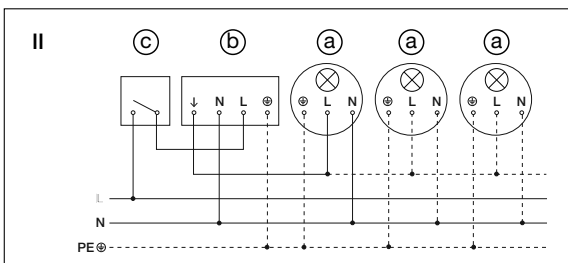 II
c b a a a
↓ N L ⏚ ⏚ L N ⏚ L N ⏚ L N
L
N
PE ⏚